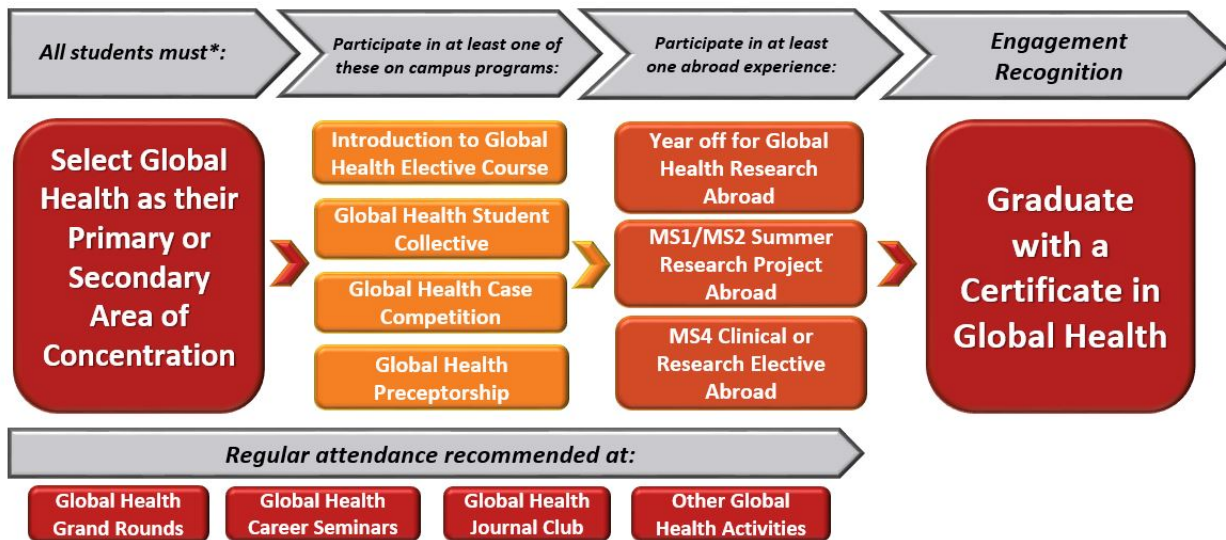 All students must*:
Participate in at least one of
these on campus programs:
Participate in at least
one abroad experience:
Engagement
Recognition
Select Global
Health as their
Primary or
Secondary
Area of
Concentration
Introduction to Global
Health Elective Course
Global Health Student
Collective
Global Health Case
Competition
Global Health
Preceptorship
Year off for Global
Health Research
Abroad
MS1/MS2 Summer
Research Project
Abroad
MS4 Clinical or
Research Elective
Abroad
Graduate
with a
Certificate in
Global Health
Regular attendance recommended at:
Global Health
Grand Rounds
Global Health
Career Seminars
Global Health
Journal Club
Other Global
Health Activities